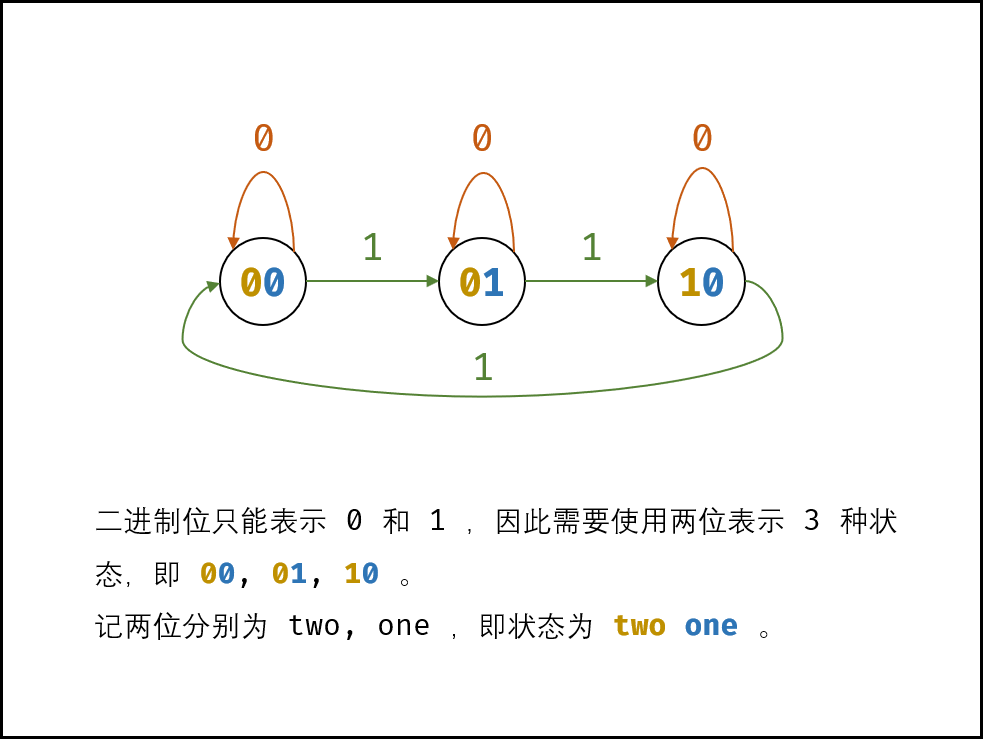 0 0 0
1 1
00 01 10
1
二进制位只能表示 0 和 1 ，因此需要使用两位表示 3 种状
态，即 00, 01, 10 。
记两位分别为 two, one ，即状态为 two one 。